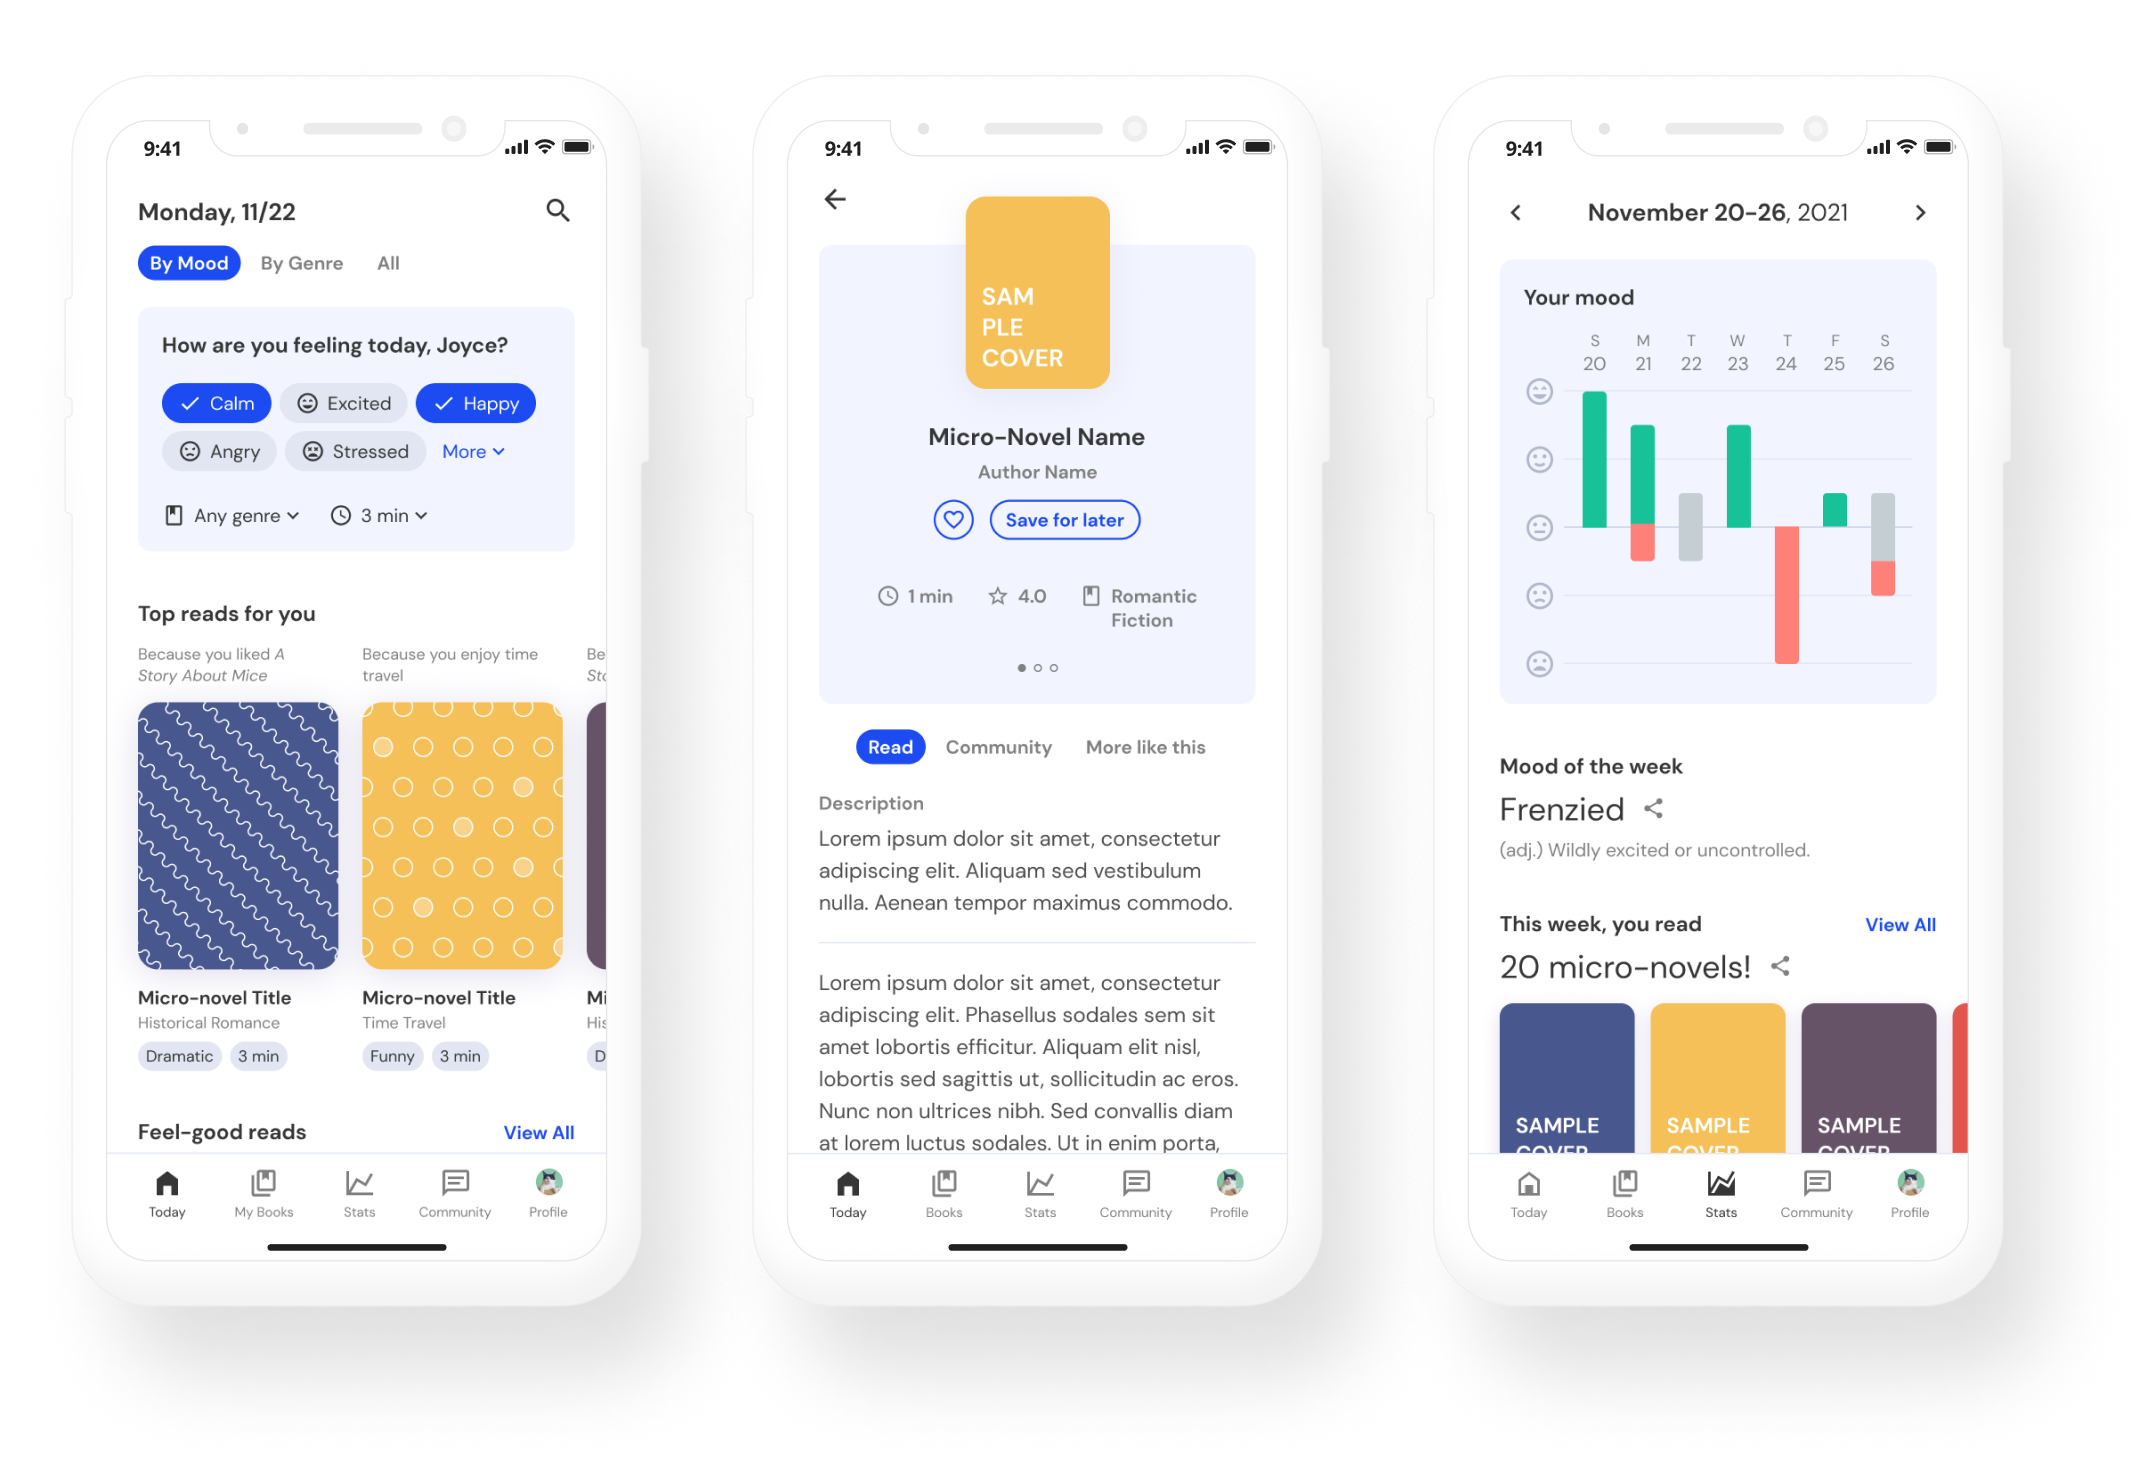 9:41
Monday, 11/22
By Mood By Genre All
How are you feeling today, Joyce?
Calm Excited Happy
Angry Stressed More
Any genre 3 min
Top reads for you
Because you liked A
Story About Mice
Because you enjoy time
travel
Be
Sto
Micro-novel Title
Historical Romance
Dramatic 3 min
Micro-novel Title
Time Travel
Funny 3 min
Mi
His
D
Feel-good reads View All
Today My Books Stats Community Profile
9:41
SAM
PLE
COVER
Micro-Novel Name
Author Name
Save for later
1 min 4.0 Romantic
Fiction
Read Community More like this
Description
Lorem ipsum dolor sit amet, consectetur
adipiscing elit. Aliquam sed vestibulum
nulla. Aenean tempor maximus commodo.
Lorem ipsum dolor sit amet, consectetur
adipiscing elit. Phasellus sodales sem sit
amet lobortis efficitur. Aliquam elit nisl,
lobortis sed sagittis ut, sollicitudin ac eros.
Nunc non ultrices nibh. Sed convallis diam
at lorem luctus sodales. Ut in enim porta,
Today Books Stats Community Profile
9:41
November 20-26, 2021
Your mood
S M T W T F S
20 21 22 23 24 25 26
Mood of the week
Frenzied
(adj.) Wildly excited or uncontrolled.
This week, you read View All
20 micro-novels!
SAMPLE
COVER
SAMPLE
COVER
SAMPLE
COVER
Today Books Stats Community Profile